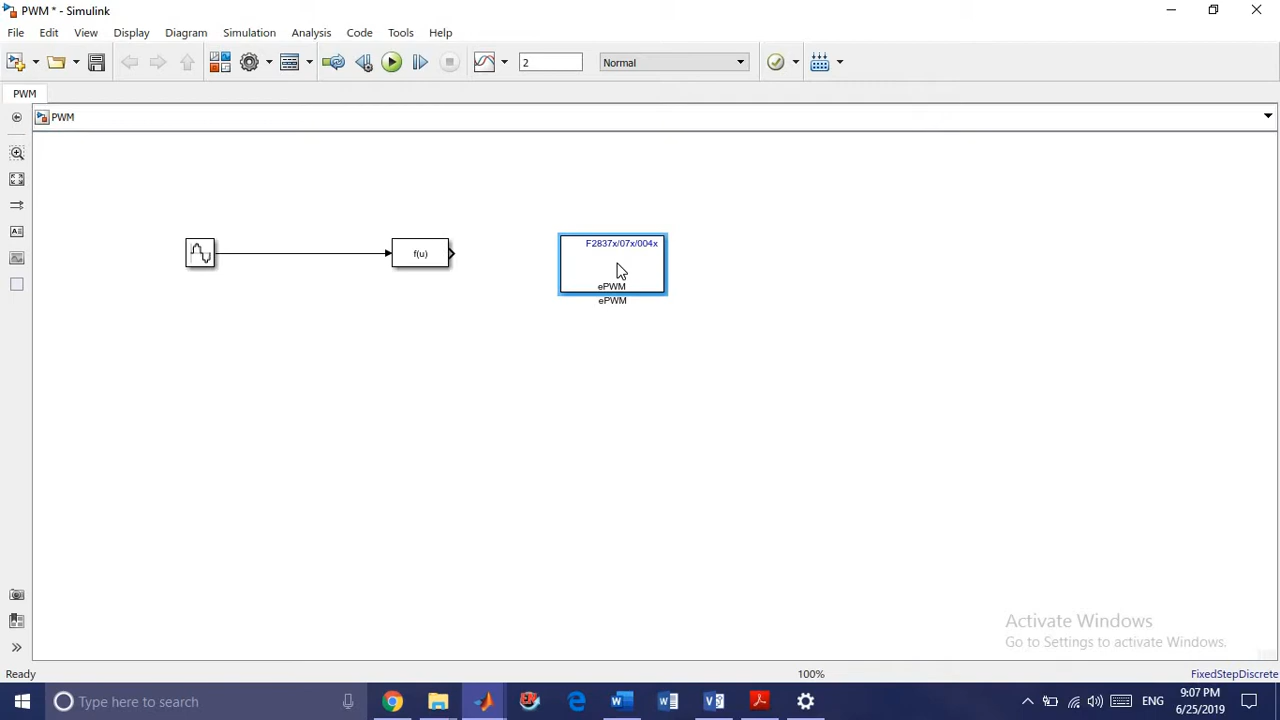 PWM * - Simulink
File Edit View Display Diagram Simulation Analysis Code Tools Help
2 Normal
PWM
PWM
F2837x/07x/004x
f(u)
ePWM
ePWM
Activate Windows
Go to Settings to activate Windows.
Ready 100% FixedStepDiscrete
Type here to search ENG 9:07 PM
6/25/2019